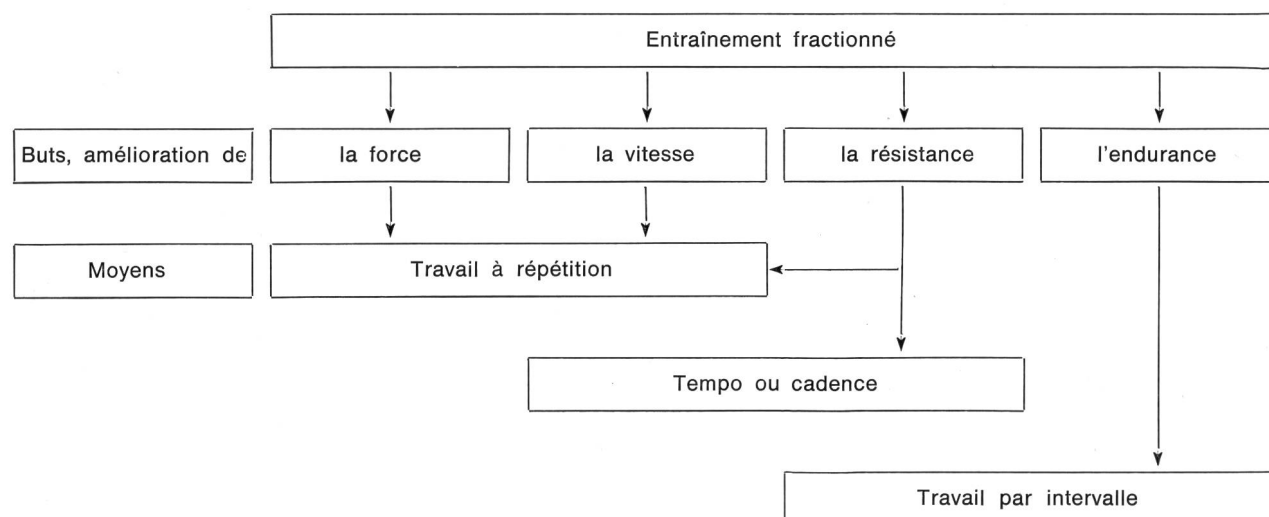 Entraînement fractionné
Buts, amélioration de
la force
la vitesse
la résistance
l'endurance
Moyens
Travail à répétition
Tempo ou cadence
Travail par intervalle